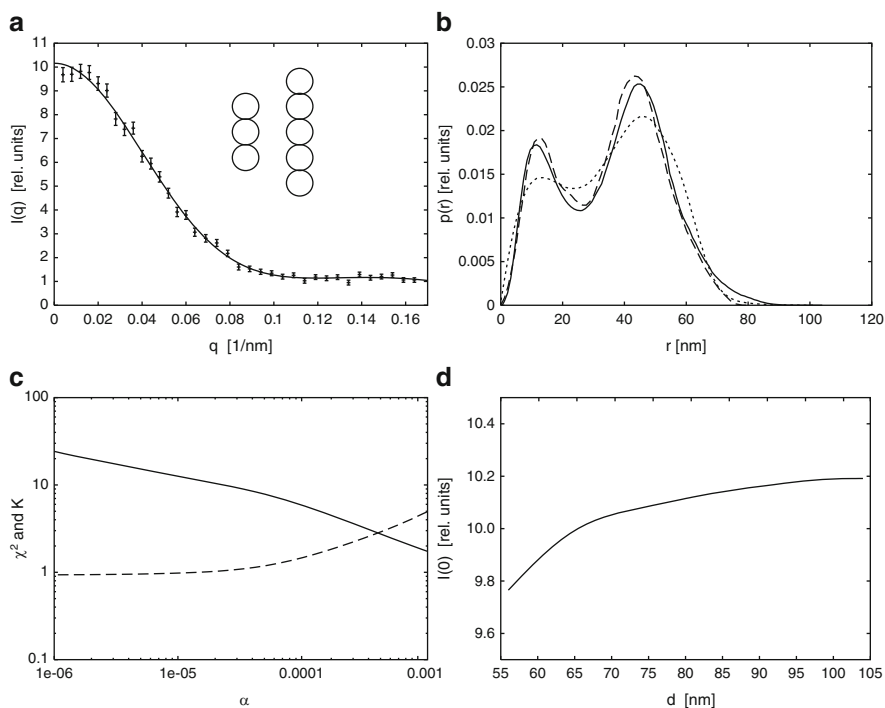 a
11
10
9
8
7
6
5
4
3
2
1
0
I(q) [rel. units]
0 0.02 0.04 0.06 0.08 0.1 0.12 0.14 0.16
q [1/nm]
b
0.03
0.025
0.02
0.015
0.01
0.005
0
p(r) [rel. units]
0 20 40 60 80 100 120
r [nm]
c
100
10
1
0.1
χ² and K
1e-06 1e-05 0.0001 0.001
α
d
10.4
10.2
10.0
9.8
9.6
I(0) [rel. units]
55 60 65 70 75 80 85 90 95 100 105
d [nm]